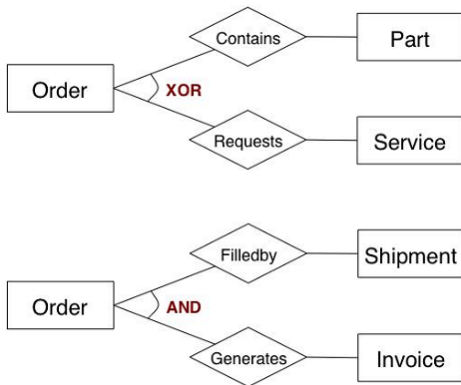 Contains
Part
Order
XOR
Requests
Service
Filledby
Shipment
Order
AND
Generates
Invoice